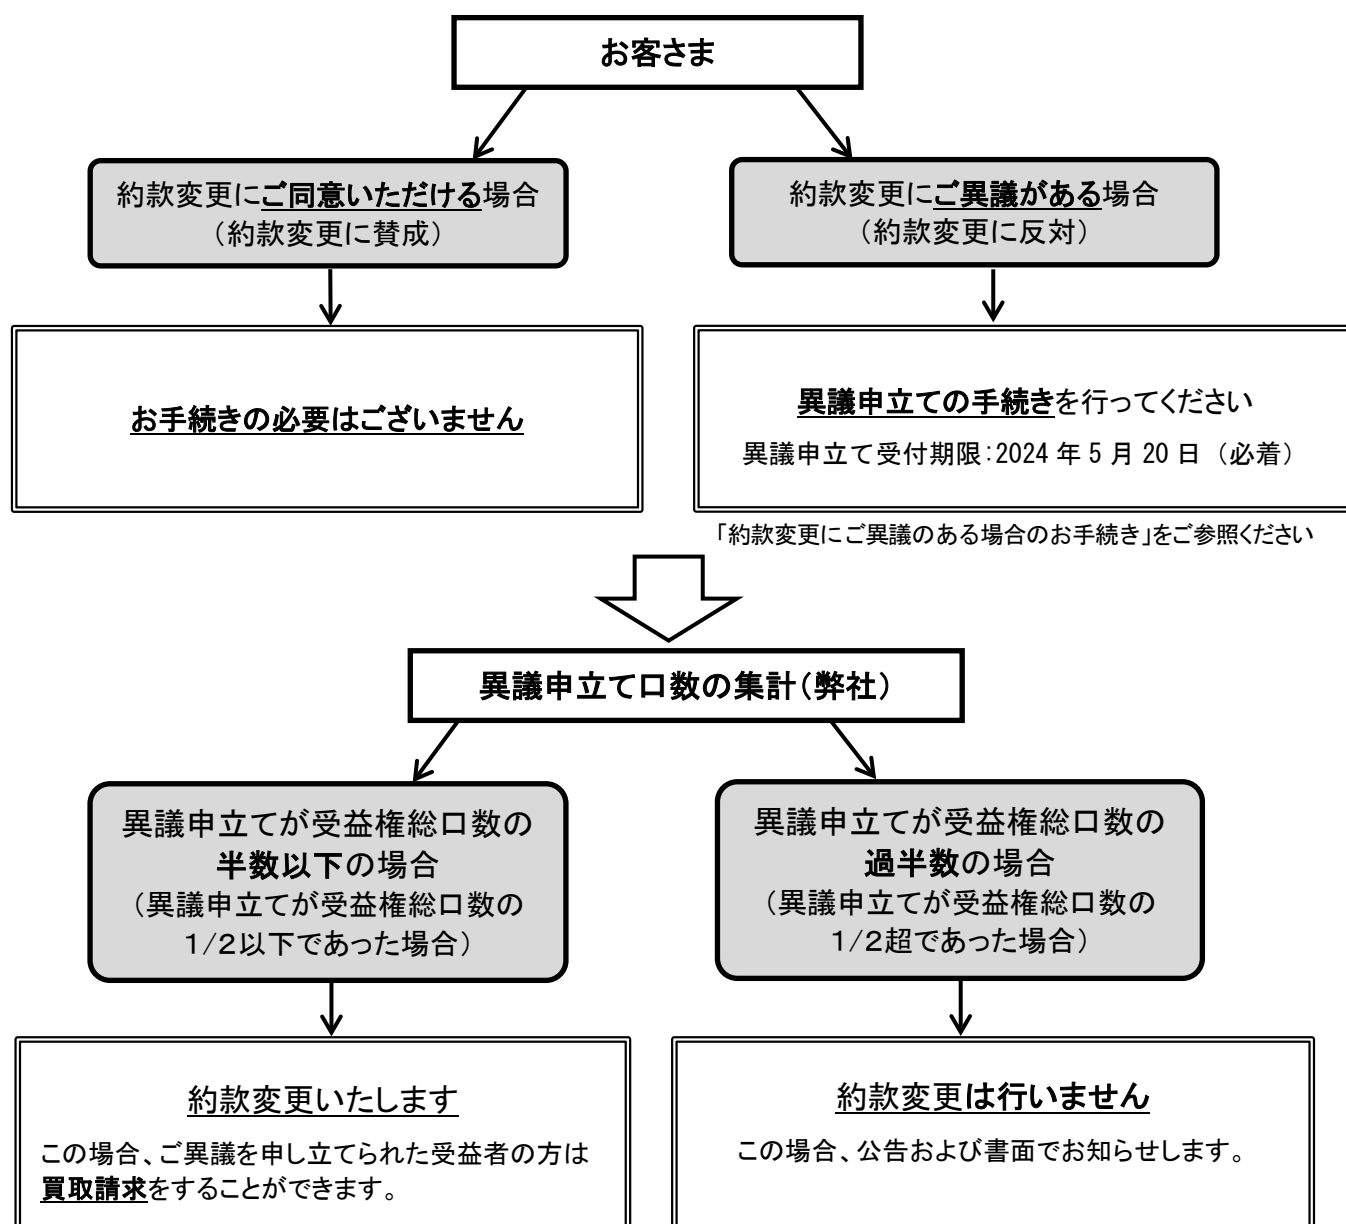 お客さま
約款変更にご同意いただける場合
（約款変更に賛成）
約款変更にご異議がある場合
（約款変更に反対）
お手続きの必要はございません
異議申立ての手続きを行ってください
異議申立て受付期限：2024 年 5 月 20 日 （必着）
「約款変更にご異議のある場合のお手続き」をご参照ください
異議申立て口数の集計（弊社）
異議申立てが受益権総口数の
半数以下の場合
（異議申立てが受益権総口数の
１/２以下であった場合）
異議申立てが受益権総口数の
過半数の場合
（異議申立てが受益権総口数の
１/２超であった場合）
約款変更いたします
この場合、ご異議を申し立てられた受益者の方は
買取請求をすることができます。
約款変更は行いません
この場合、公告および書面でお知らせします。